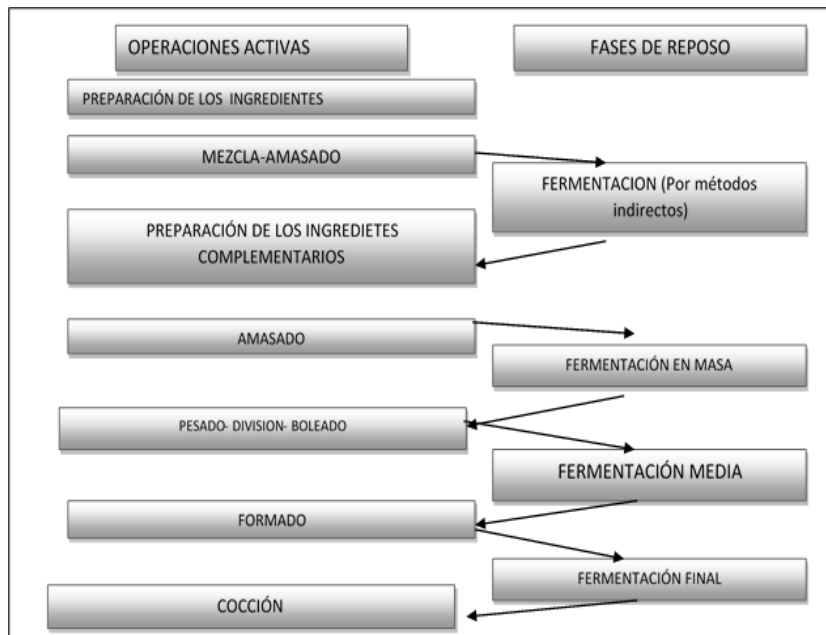 OPERACIONES ACTIVAS
FASES DE REPOSO
PREPARACIÓN DE LOS INGREDIENTES
MEZCLA-AMASADO
FERMENTACION (Por métodos
indirectos)
PREPARACIÓN DE LOS INGREDIETES
COMPLEMENTARIOS
AMASADO
FERMENTACIÓN EN MASA
PESADO- DIVISION- BOLEADO
FERMENTACIÓN MEDIA
FORMADO
FERMENTACIÓN FINAL
COCCIÓN